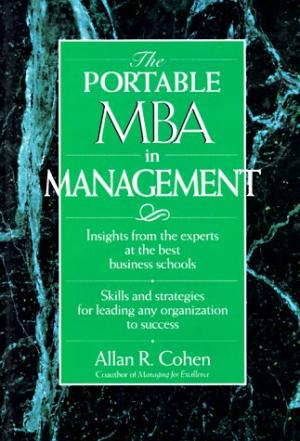 The
PORTABLE
MBA
in
MANAGEMENT
Insights from the experts
at the best
business schools
Skills and strategies
for leading any organization
to success
Allan R. Cohen
Coauthor of Managing for Excellence